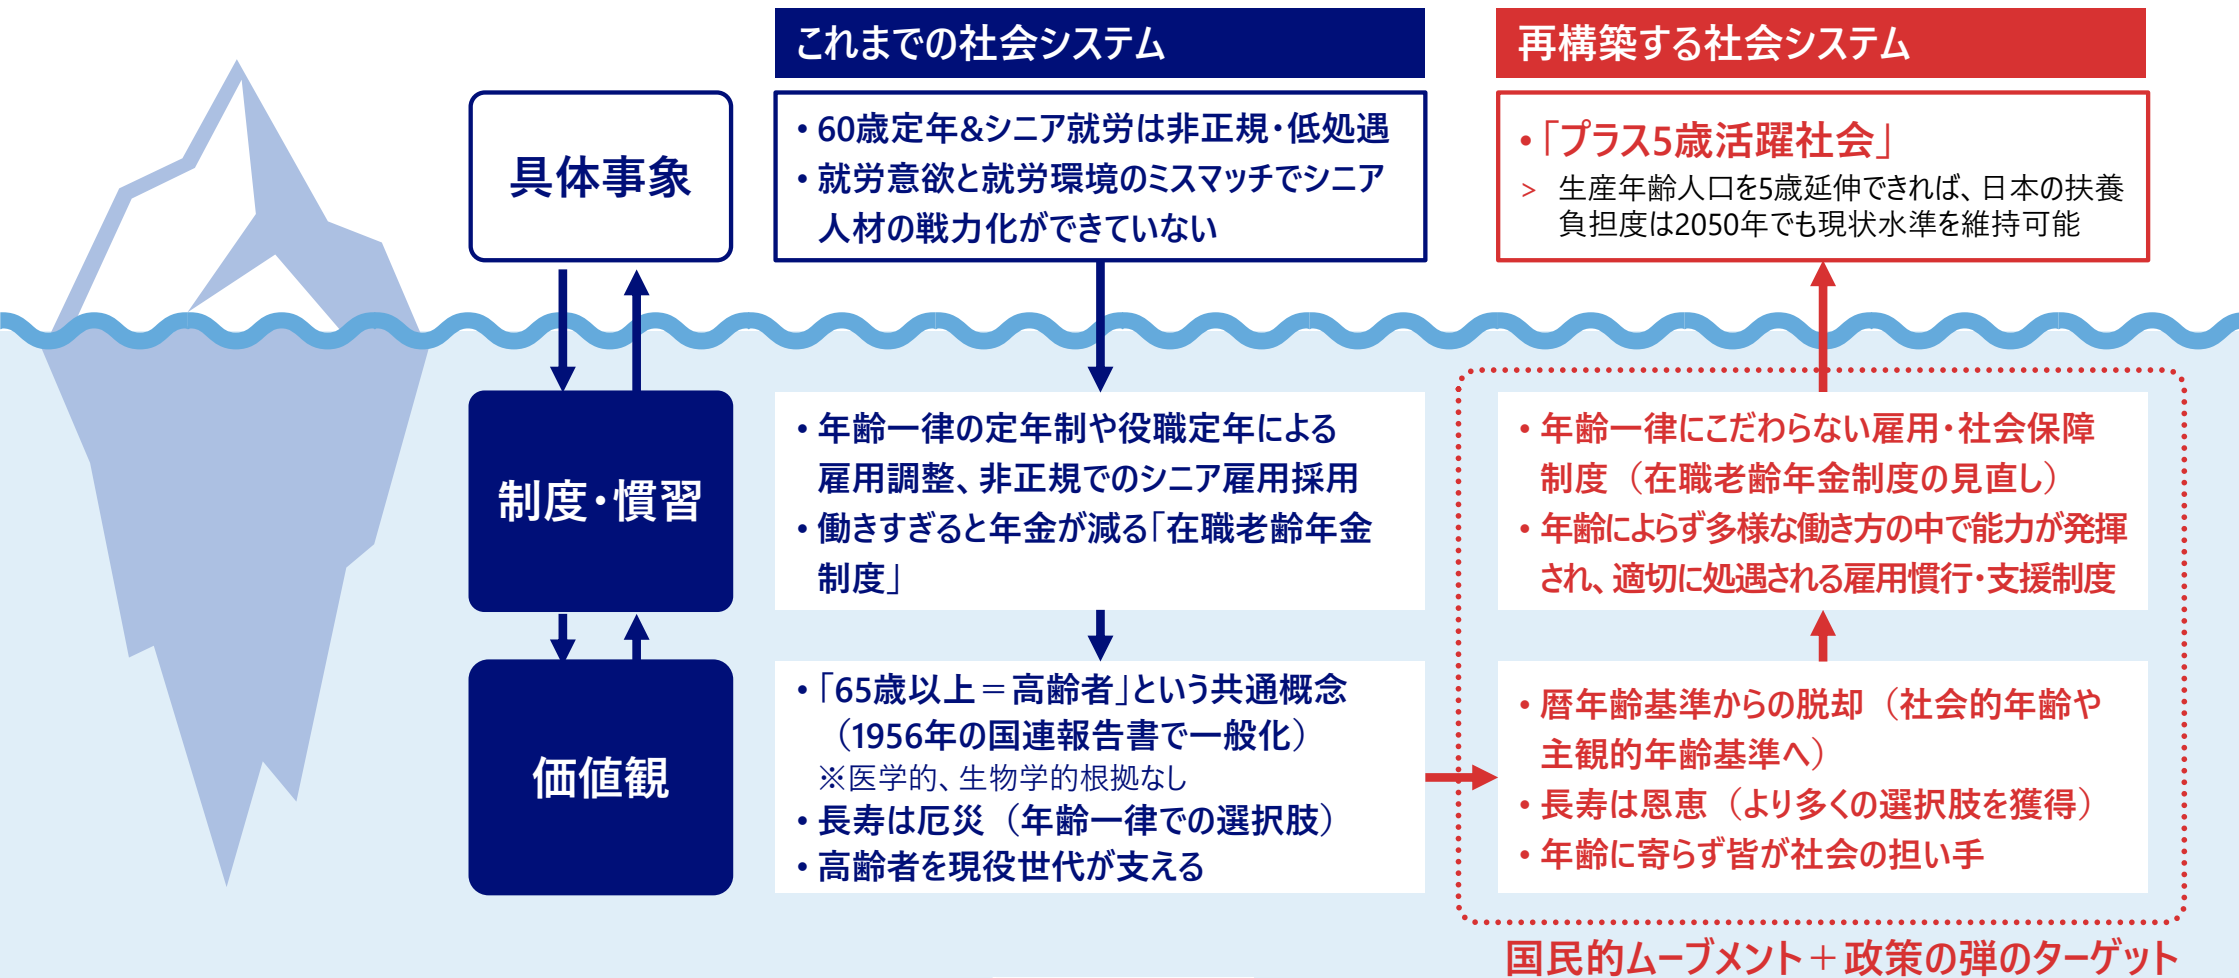 これまでの社会システム
再構築する社会システム
具体事象
・60歳定年&シニア就労は非正規・低処遇
・就労意欲と就労環境のミスマッチでシニア
人材の戦力化ができていない
・「プラス5歳活躍社会」
> 生産年齢人口を5歳延伸できれば、日本の扶養
負担度は2050年でも現状水準を維持可能
制度・慣習
・年齢一律の定年制や役職定年による
雇用調整、非正規でのシニア雇用採用
・働きすぎると年金が減る「在職老齢年金
制度」
・年齢一律にこだわらない雇用・社会保障
制度（在職老齢年金制度の見直し）
・年齢によらず多様な働き方の中で能力が発揮
され、適切に処遇される雇用慣行・支援制度
価値観
・「65歳以上＝高齢者」という共通概念
（1956年の国連報告書で一般化）
※医学的、生物学的根拠なし
・長寿は厄災（年齢一律での選択肢）
・高齢者を現役世代が支える
・暦年齢基準からの脱却（社会的年齢や
主観的年齢基準へ）
・長寿は恩恵（より多くの選択肢を獲得）
・年齢に寄らず皆が社会の担い手
国民的ムーブメント＋政策の弾のターゲット